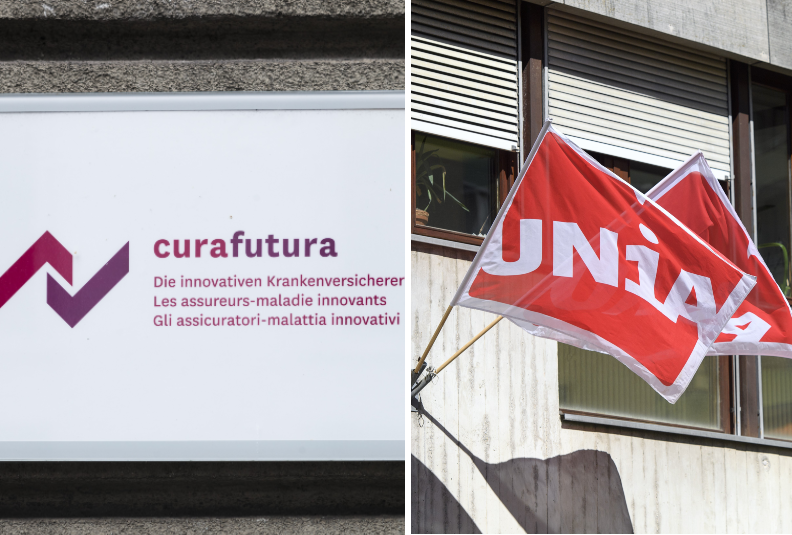 curafutura
Die innovativen Krankenversicherer
Les assureurs-maladie innovants
Gli assicuratori-malattia innovativi
UNiA